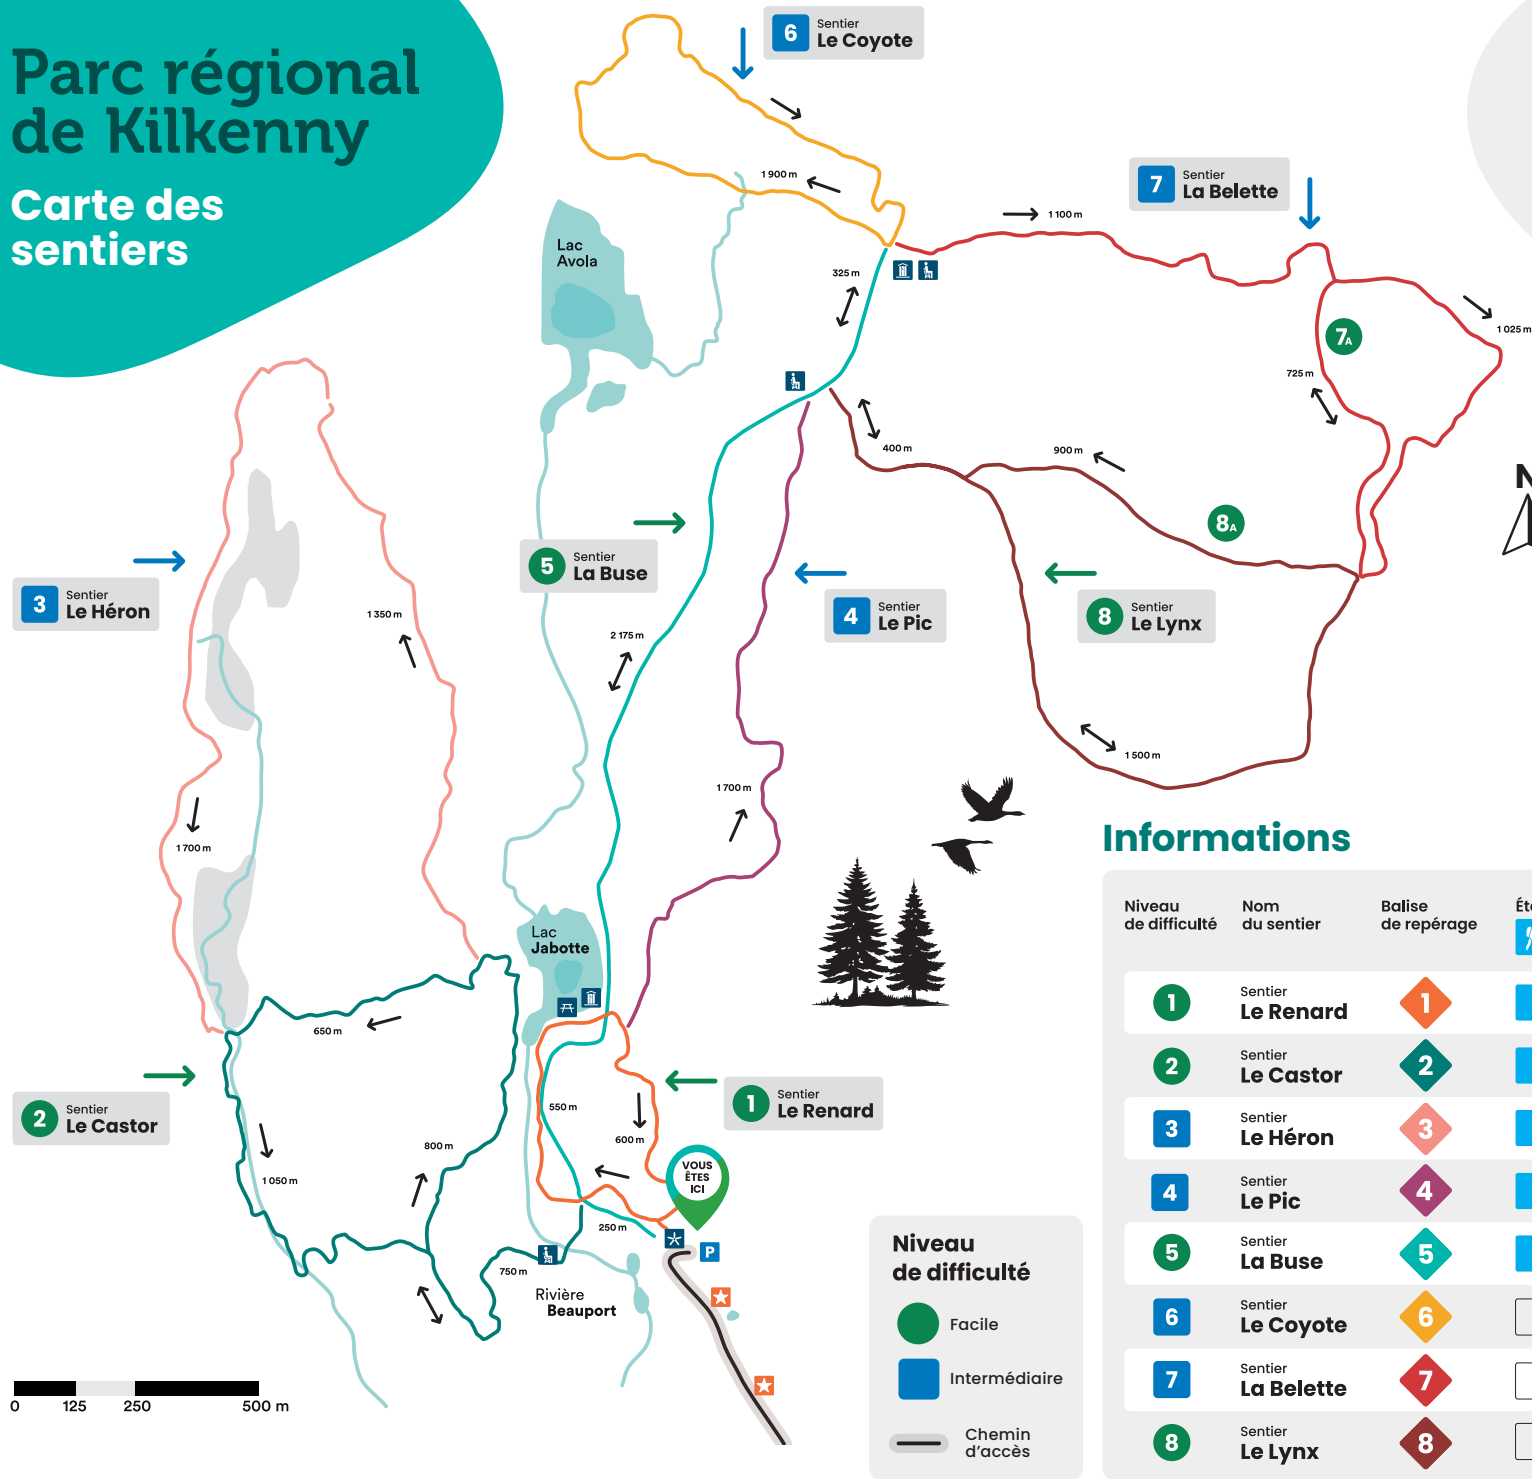 Parc régional
de Kilkenny
Carte des
sentiers
6
Sentier
Le Coyote
7
Sentier
La Belette
1 900 m
1 100 m
Lac
Avola
325 m
1 025 m
7A
725 m
400 m
900 m
N
8A
3
Sentier
Le Héron
5
Sentier
La Buse
4
Sentier
Le Pic
8
Sentier
Le Lynx
1 350 m
2 175 m
1 500 m
1 700 m
1 700 m
Lac
Jabotte
650 m
2
Sentier
Le Castor
1
Sentier
Le Renard
550 m
600 m
800 m
1 050 m
VOUS
ÊTES
ICI
250 m
P
750 m
Rivière
Beauport
0 125 250 500 m
Niveau
de difficulté
Facile
Intermédiaire
Chemin
d'accès
Informations
Niveau
de difficulté
Nom
du sentier
Balise
de repérage
1
Sentier
Le Renard
1
2
Sentier
Le Castor
2
3
Sentier
Le Héron
3
4
Sentier
Le Pic
4
5
Sentier
La Buse
5
6
Sentier
Le Coyote
6
7
Sentier
La Belette
7
8
Sentier
Le Lynx
8